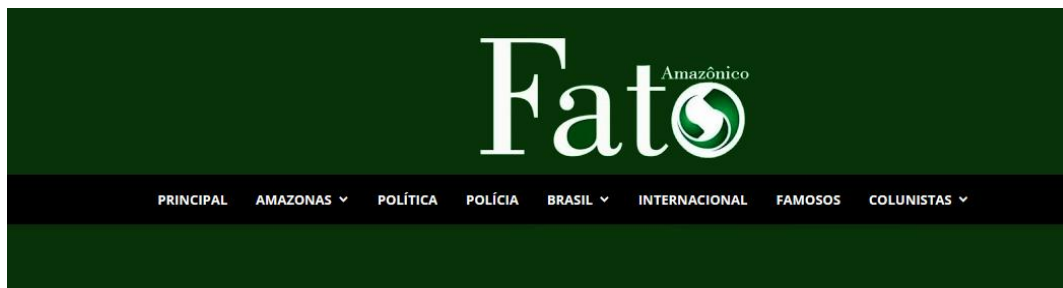 Fato
Amazônico
PRINCIPAL AMAZONAS POLÍTICA POLÍCIA BRASIL INTERNACIONAL FAMOSOS COLUNISTAS